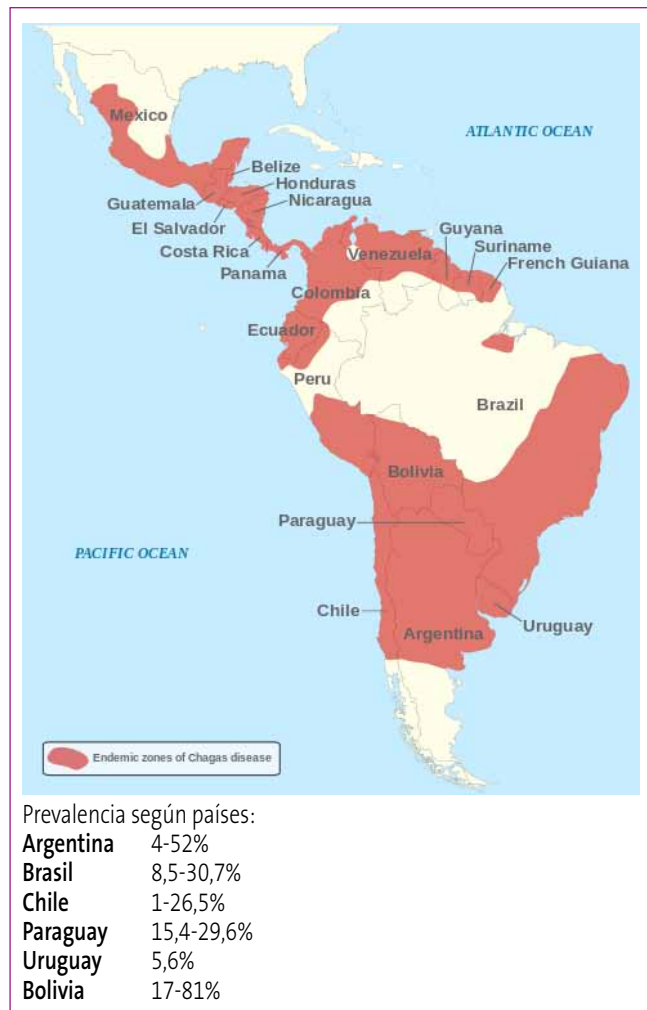 Mexico
ATLANTIC OCEAN
Belize
Honduras
Guatemala
Nicaragua
El Salvador
Costa Rica
Panama
Venezuela
Guyana
Suriname
French Guiana
Colombia
Ecuador
Peru
Brazil
Bolivia
Paraguay
PACIFIC OCEAN
Chile
Argentina
Uruguay
Endemic zones of Chagas disease
Prevalencia según países:
Argentina 4-52%
Brasil 8,5-30,7%
Chile 1-26,5%
Paraguay 15,4-29,6%
Uruguay 5,6%
Bolivia 17-81%